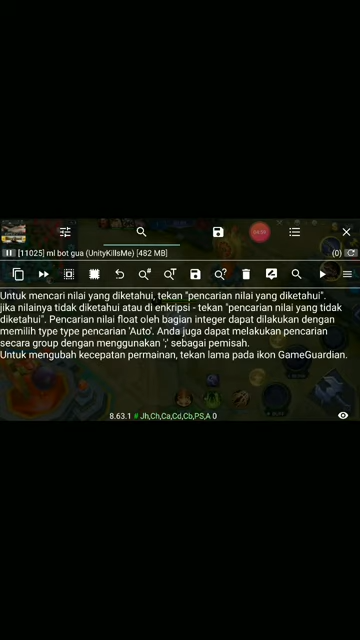 04:59
[11025] ml bot gua (UnityKillsMe) [482 MB]
(0)
Untuk mencari nilai yang diketahui, tekan "pencarian nilai yang diketahui".
jika nilainya tidak diketahui atau di enkripsi - tekan "pencarian nilai yang tidak
diketahui". Pencarian nilai float oleh bagian integer dapat dilakukan dengan
memilih type type pencarian 'Auto'. Anda juga dapat melakukan pencarian
secara group dengan menggunakan ';' sebagai pemisah.
Untuk mengubah kecepatan permainan, tekan lama pada ikon GameGuardian.
8.63.1 # Jh,Ch,Ca,Cd,Cb,PS,A 0